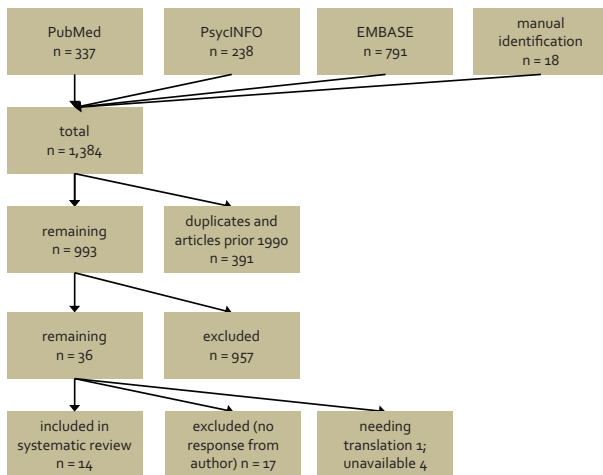 PubMed
n = 337
PsycINFO
n = 238
EMBASE
n = 791
manual
identification
n = 18
total
n = 1,384
remaining
n = 993
duplicates and
articles prior 1990
n = 391
remaining
n = 36
excluded
n = 957
included in
systematic review
n = 14
excluded (no
response from
author) n = 17
needing
translation 1;
unavailable 4